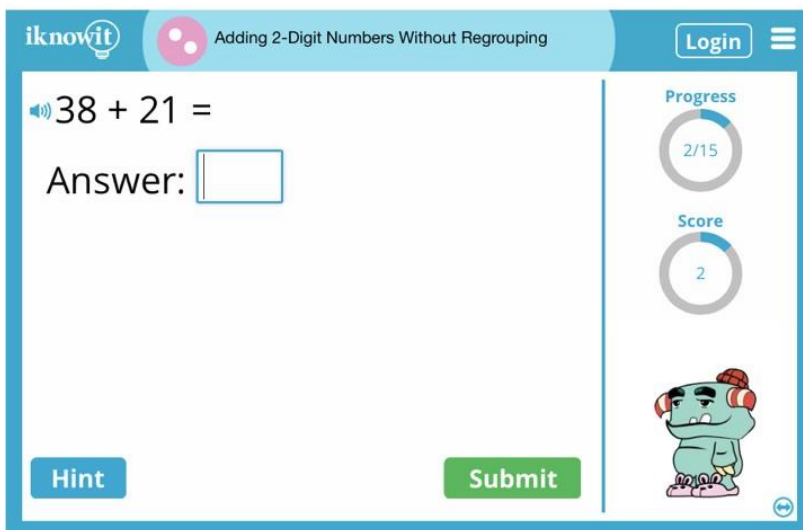 iknowit
Adding 2-Digit Numbers Without Regrouping
Login
38 + 21 =
Answer:
Progress
2/15
Score
2
Hint
Submit